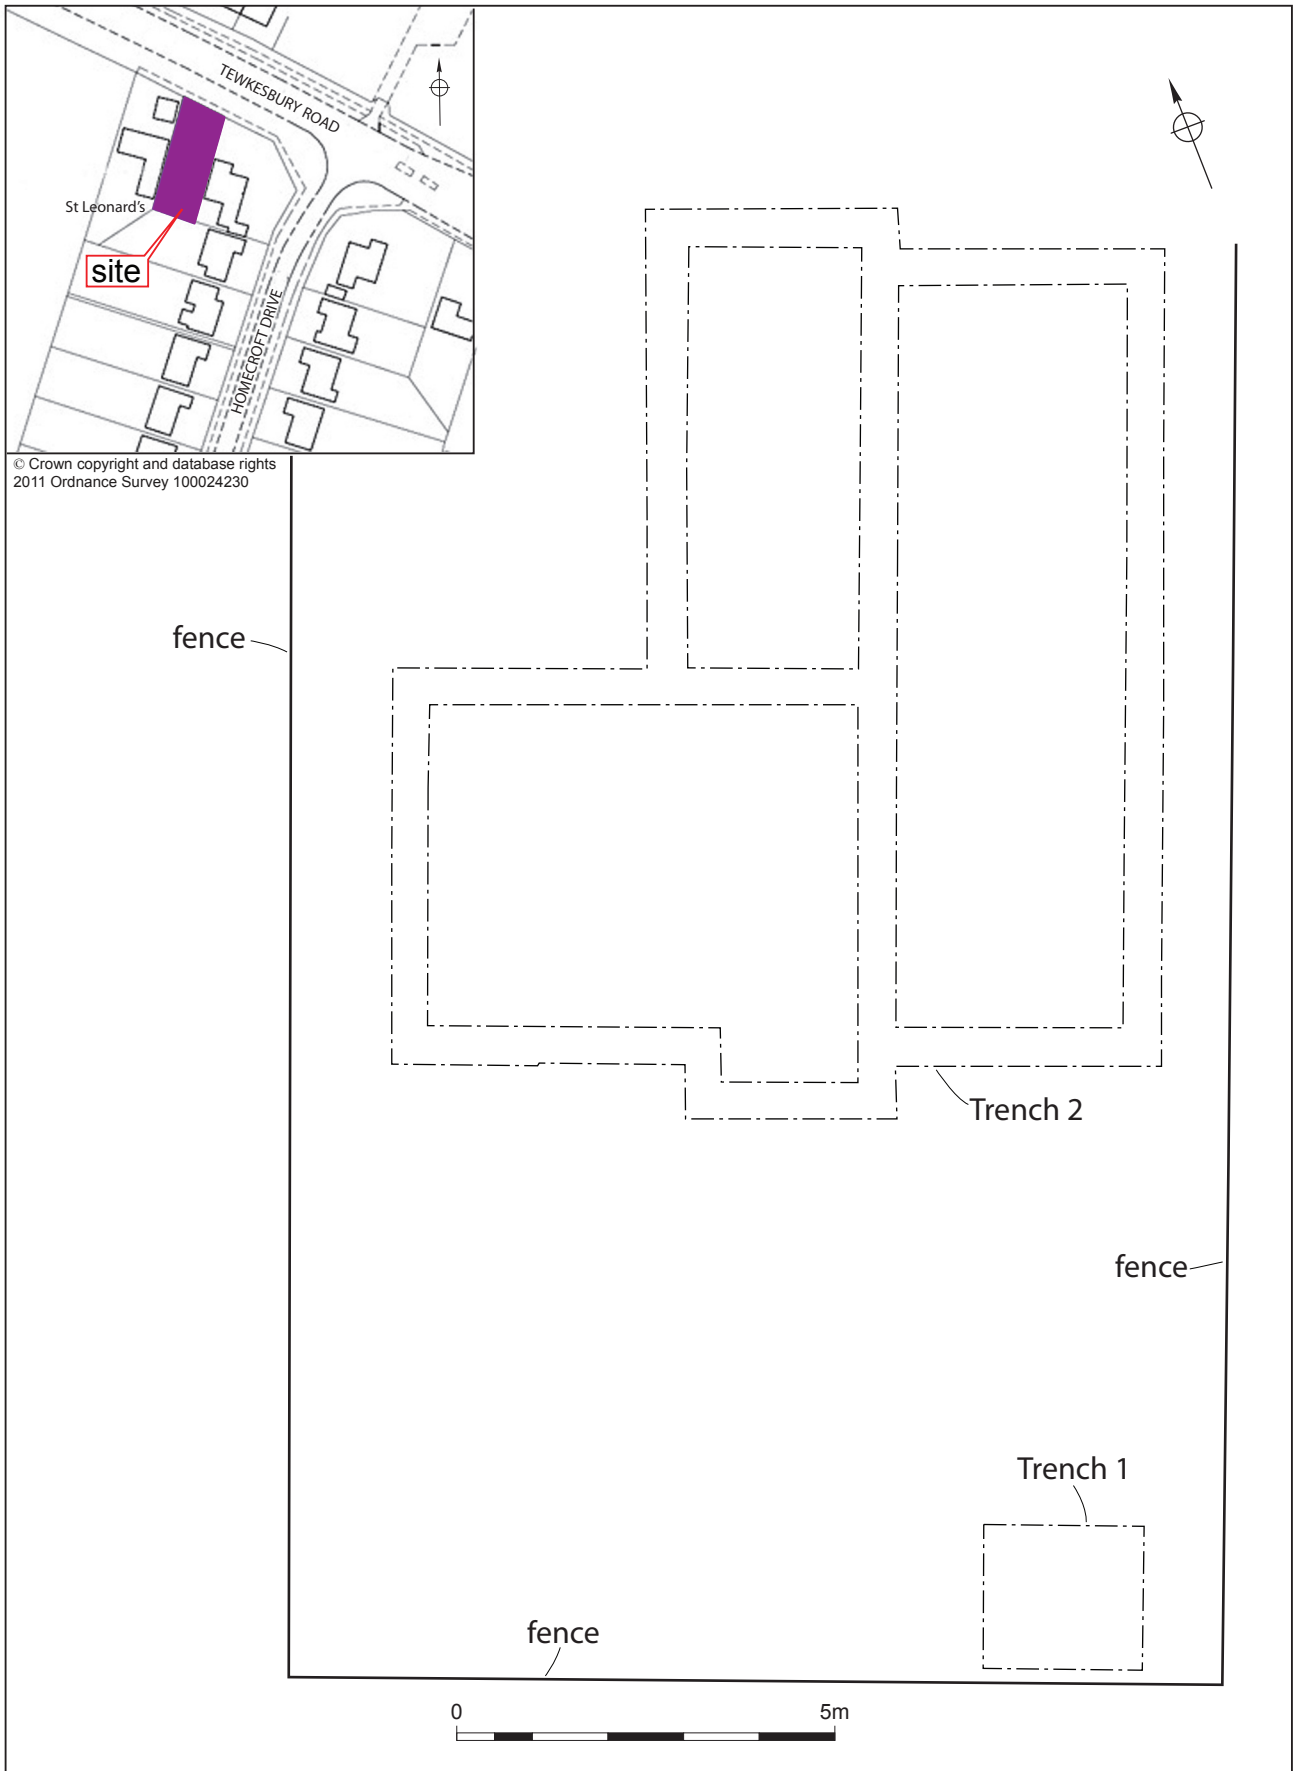 TEWKESBURY ROAD
St Leonard's
site
HOMECROFT DRIVE
© Crown copyright and database rights
2011 Ordnance Survey 100024230
fence
Trench 2
fence
Trench 1
fence
0 5m